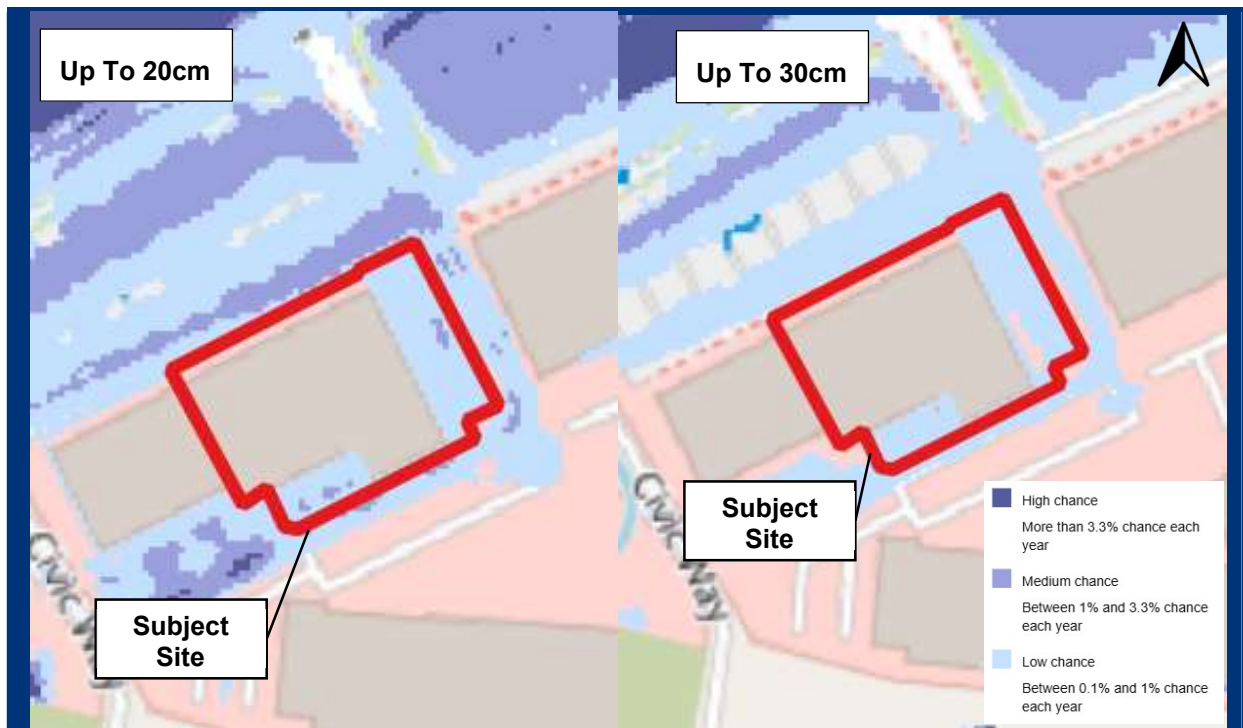 Up To 20cm
Up To 30cm
Subject
Site
Subject
Site
Civic Way
High chance
More than 3.3% chance each
year
Medium chance
Between 1% and 3.3% chance
each year
Low chance
Between 0.1% and 1% chance
each year